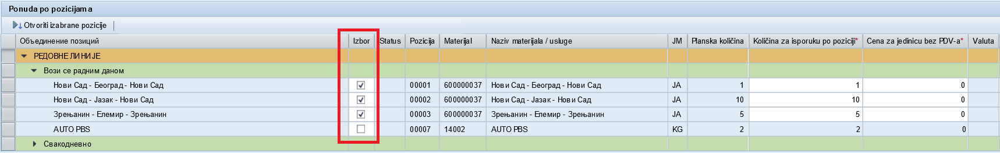 Ponuda po pozicijama
Otvoriti izabrane pozicije
Объединение позиций Izbor Status Pozicija Materijal Naziv materijala / usluge JM Planska količina Količina za isporuku po poziciji* Cena za jedinicu bez PDV-a* Valuta
РЕДОВНЕ ЛИНИЈЕ
Вози се радним даном
Нови Сад - Београд - Нови Сад 00001 600000037 Нови Сад - Београд - Нови Сад JA 1 1 0
Нови Сад - Јазак - Нови Сад 00002 600000037 Нови Сад - Јазак - Нови Сад JA 10 10 0
Зрењанин - Елемир - Зрењанин 00003 600000037 Зрењанин - Елемир - Зрењанин JA 5 5 0
AUTO PBS 00007 14002 AUTO PBS KG 2 2 0
Свакодневно